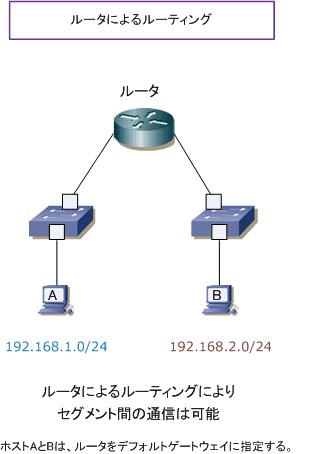 ルータによるルーティング
ルータ
A
B
192.168.1.0/24
192.168.2.0/24
ルータによるルーティングにより
セグメント間の通信は可能
ホストAとBは、ルータをデフォルトゲートウェイに指定する。